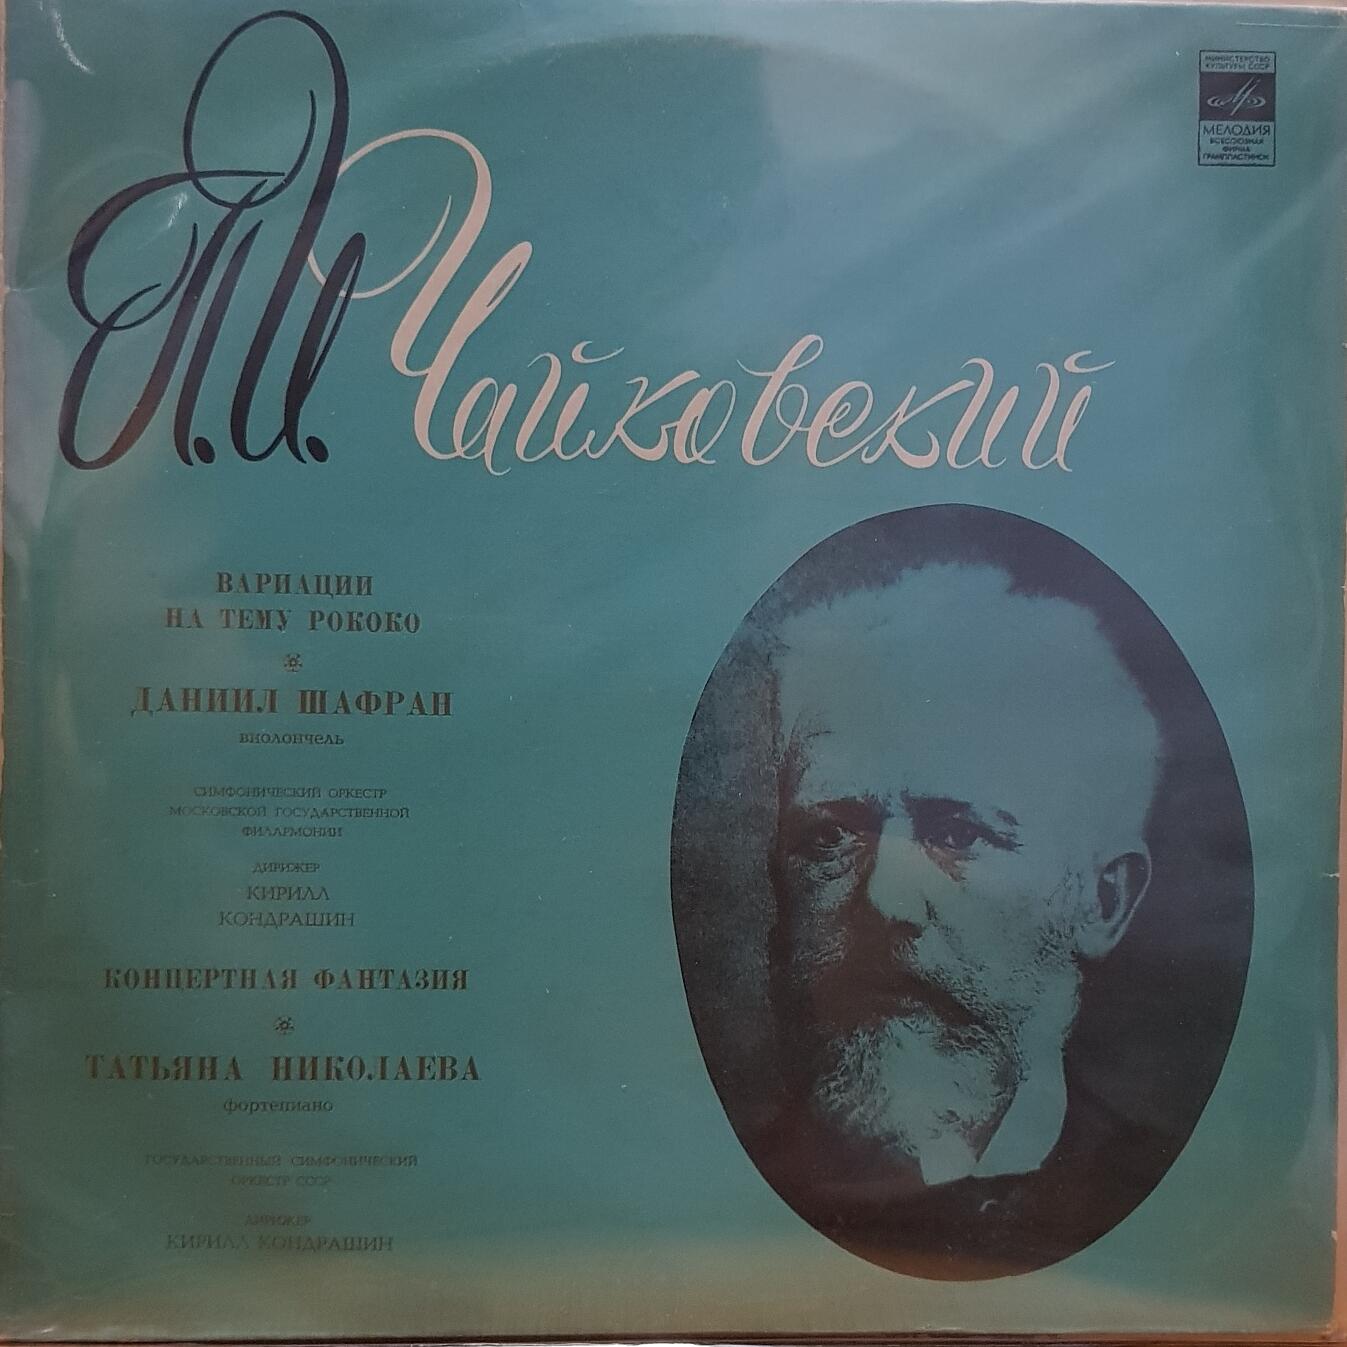 П. И. Чайковский
МИНИСТЕРСТВО
КУЛЬТУРЫ СССР
МЕЛОДИЯ
ВСЕСОЮЗНАЯ
ФИРМА
ГРАМПЛАСТИНОК
ВАРИАЦИИ
НА ТЕМУ РОКОКО
ДАНИИЛ ШАФРАН
виолончель
СИМФОНИЧЕСКИЙ ОРКЕСТР
МОСКОВСКОЙ ГОСУДАРСТВЕННОЙ
ФИЛАРМОНИИ
ДИРИЖЕР
КИРИЛЛ
КОНДРАШИН
КОНЦЕРТНАЯ ФАНТАЗИЯ
ТАТЬЯНА НИКОЛАЕВА
фортепиано
ГОСУДАРСТВЕННЫЙ СИМФОНИЧЕСКИЙ
ОРКЕСТР СССР
ДИРИЖЕР
КИРИЛЛ КОНДРАШИН